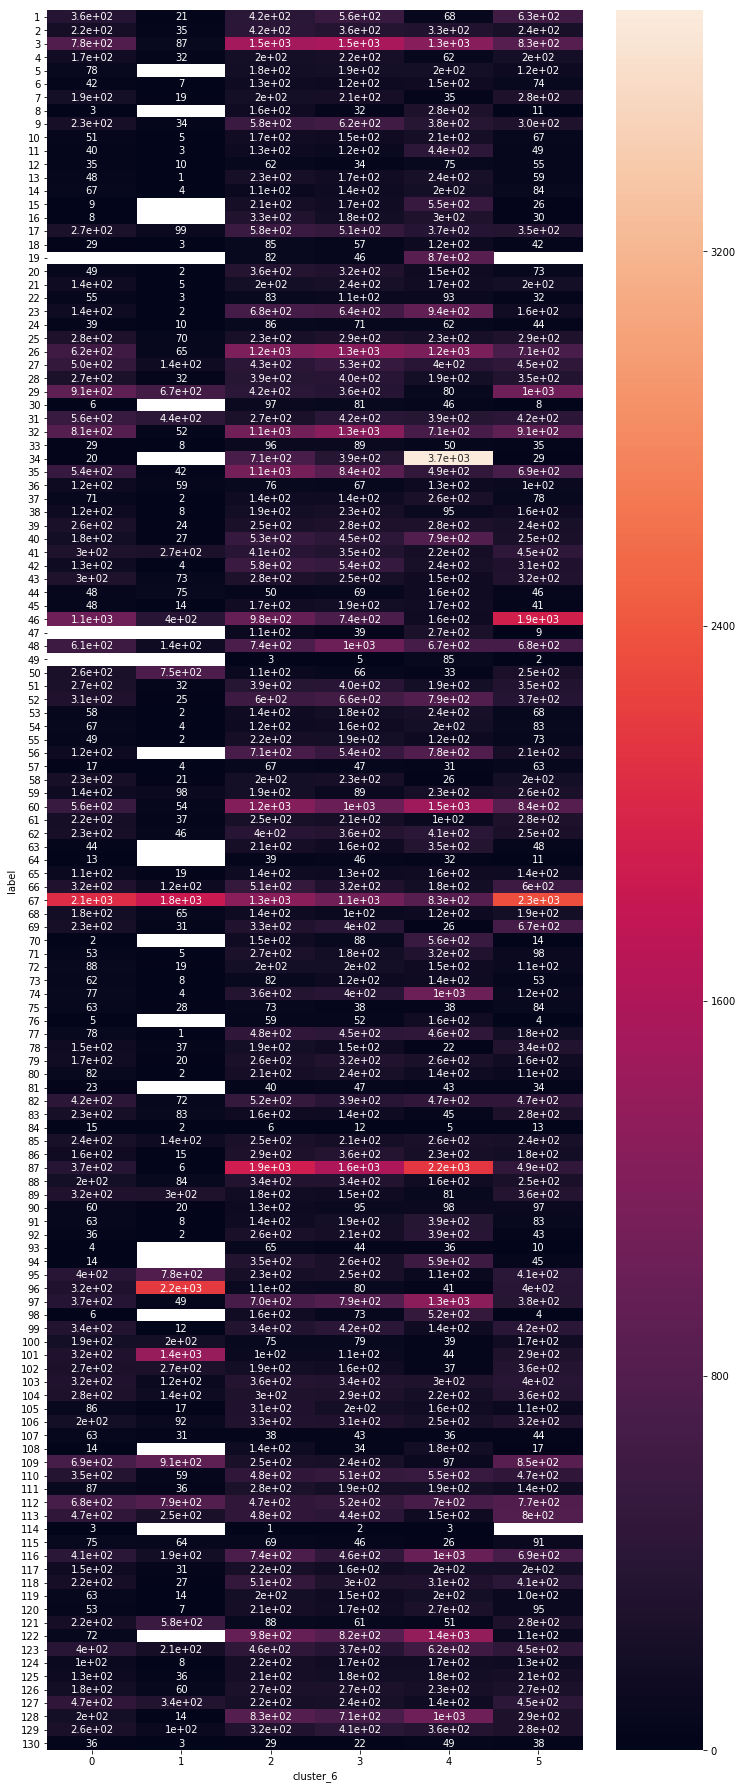 1 3.6e+02 21 4.2e+02 5.6e+02 68 6.3e+02
2 2.2e+02 35 4.2e+02 3.6e+02 3.3e+02 2.4e+02
3 7.8e+02 87 1.5e+03 1.5e+03 1.3e+03 8.3e+02
4 1.7e+02 32 2e+02 2.2e+02 62 2e+02
5 78 1.8e+02 1.9e+02 2e+02 1.2e+02
6 42 7 1.3e+02 1.2e+02 1.5e+02 74
7 1.9e+02 19 2e+02 2.1e+02 35 2.8e+02
8 3 1.6e+02 32 2.8e+02 11
9 2.3e+02 34 5.8e+02 6.2e+02 3.8e+02 3.0e+02
10 51 5 1.7e+02 1.5e+02 2.1e+02 67
11 40 3 1.3e+02 1.2e+02 4.4e+02 49
12 35 10 62 34 75 55
13 48 1 2.3e+02 1.7e+02 2.4e+02 59
14 67 4 1.1e+02 1.4e+02 2e+02 84
15 9 2.1e+02 1.7e+02 5.5e+02 26
16 8 3.3e+02 1.8e+02 3e+02 30
17 2.7e+02 99 5.8e+02 5.1e+02 3.7e+02 3.5e+02
18 29 3 85 57 1.2e+02 42
19 82 46 8.7e+02
20 49 2 3.6e+02 3.2e+02 1.5e+02 73
21 1.4e+02 5 2e+02 2.4e+02 1.7e+02 2e+02
22 55 3 83 1.1e+02 93 32
23 1.4e+02 2 6.8e+02 6.4e+02 9.4e+02 1.6e+02
24 39 10 86 71 62 44
25 2.8e+02 70 2.3e+02 2.9e+02 2.3e+02 2.9e+02
26 6.2e+02 65 1.2e+03 1.3e+03 1.2e+03 7.1e+02
27 5.0e+02 1.4e+02 4.3e+02 5.3e+02 4e+02 4.5e+02
28 2.7e+02 32 3.9e+02 4.0e+02 1.9e+02 3.5e+02
29 9.1e+02 6.7e+02 4.2e+02 3.6e+02 80 1e+03
30 6 97 81 46 8
31 5.6e+02 4.4e+02 2.7e+02 4.2e+02 3.9e+02 4.2e+02
32 8.1e+02 52 1.1e+03 1.3e+03 7.1e+02 9.1e+02
33 29 8 96 89 50 35
34 20 7.1e+02 3.9e+02 3.7e+03 29
35 5.4e+02 42 1.1e+03 8.4e+02 4.9e+02 6.9e+02
36 1.2e+02 59 76 67 1.3e+02 1e+02
37 71 2 1.4e+02 1.4e+02 2.6e+02 78
38 1.2e+02 8 1.9e+02 2.3e+02 95 1.6e+02
39 2.6e+02 24 2.5e+02 2.8e+02 2.8e+02 2.4e+02
40 1.8e+02 27 5.3e+02 4.5e+02 7.9e+02 2.5e+02
41 3e+02 2.7e+02 4.1e+02 3.5e+02 2.2e+02 4.5e+02
42 1.3e+02 4 5.8e+02 5.4e+02 2.4e+02 3.1e+02
43 3e+02 73 2.8e+02 2.5e+02 1.5e+02 3.2e+02
44 48 75 50 69 1.6e+02 46
45 48 14 1.7e+02 1.9e+02 1.7e+02 41
46 1.1e+03 4e+02 9.8e+02 7.4e+02 1.6e+02 1.9e+03
47 1.1e+02 39 2.7e+02 9
48 6.1e+02 1.4e+02 7.4e+02 1e+03 6.7e+02 6.8e+02
49 3 5 85 2
50 2.6e+02 7.5e+02 1.1e+02 66 33 2.5e+02
51 2.7e+02 32 3.9e+02 4.0e+02 1.9e+02 3.5e+02
52 3.1e+02 25 6e+02 6.6e+02 7.9e+02 3.7e+02
53 58 2 1.4e+02 1.8e+02 2.4e+02 68
54 67 4 1.2e+02 1.6e+02 2e+02 83
55 49 2 2.2e+02 1.9e+02 1.2e+02 73
56 1.2e+02 7.1e+02 5.4e+02 7.8e+02 2.1e+02
57 17 4 67 47 31 63
58 2.3e+02 21 2e+02 2.3e+02 26 2e+02
59 1.4e+02 98 1.9e+02 89 2.3e+02 2.6e+02
60 5.6e+02 54 1.2e+03 1e+03 1.5e+03 8.4e+02
61 2.2e+02 37 2.5e+02 2.1e+02 1e+02 2.8e+02
62 2.3e+02 46 4e+02 3.6e+02 4.1e+02 2.5e+02
63 44 2.1e+02 1.6e+02 3.5e+02 48
64 13 39 46 32 11
65 1.1e+02 19 1.4e+02 1.3e+02 1.6e+02 1.4e+02
66 3.2e+02 1.2e+02 5.1e+02 3.2e+02 1.8e+02 6e+02
67 2.1e+03 1.8e+03 1.3e+03 1.1e+03 8.3e+02 2.3e+03
68 1.8e+02 65 1.4e+02 1e+02 1.2e+02 1.9e+02
69 2.3e+02 31 3.3e+02 4e+02 26 6.7e+02
70 2 1.5e+02 88 5.6e+02 14
71 53 5 2.7e+02 1.8e+02 3.2e+02 98
72 88 19 2e+02 2e+02 1.5e+02 1.1e+02
73 62 8 82 1.2e+02 1.4e+02 53
74 77 4 3.6e+02 4e+02 1e+03 1.2e+02
75 63 28 73 38 38 84
76 5 59 52 1.6e+02 4
77 78 1 4.8e+02 4.5e+02 4.6e+02 1.8e+02
78 1.5e+02 37 1.9e+02 1.5e+02 22 3.4e+02
79 1.7e+02 20 2.6e+02 3.2e+02 2.6e+02 1.6e+02
80 82 2 2.1e+02 2.4e+02 1.4e+02 1.1e+02
81 23 40 47 43 34
82 4.2e+02 72 5.2e+02 3.9e+02 4.7e+02 4.7e+02
83 2.3e+02 83 1.6e+02 1.4e+02 45 2.8e+02
84 15 2 6 12 5 13
85 2.4e+02 1.4e+02 2.5e+02 2.1e+02 2.6e+02 2.4e+02
86 1.6e+02 15 2.9e+02 3.6e+02 2.3e+02 1.8e+02
87 3.7e+02 6 1.9e+03 1.6e+03 2.2e+03 4.9e+02
88 2e+02 84 3.4e+02 3.4e+02 1.6e+02 2.5e+02
89 3.2e+02 3e+02 1.8e+02 1.5e+02 81 3.6e+02
90 60 20 1.3e+02 95 98 97
91 63 8 1.4e+02 1.9e+02 3.9e+02 83
92 36 2 2.6e+02 2.1e+02 3.9e+02 43
93 4 65 44 36 10
94 14 3.5e+02 2.6e+02 5.9e+02 45
95 4e+02 7.8e+02 2.3e+02 2.5e+02 1.1e+02 4.1e+02
96 3.2e+02 2.2e+03 1.1e+02 80 41 4e+02
97 3.7e+02 49 7.0e+02 7.9e+02 1.3e+03 3.8e+02
98 6 1.6e+02 73 5.2e+02 4
99 3.4e+02 12 3.4e+02 4.2e+02 1.4e+02 4.2e+02
100 1.9e+02 2e+02 75 79 39 1.7e+02
101 3.2e+02 1.4e+03 1e+02 1.1e+02 44 2.9e+02
102 2.7e+02 2.7e+02 1.9e+02 1.6e+02 37 3.6e+02
103 3.2e+02 1.2e+02 3.6e+02 3.4e+02 3e+02 4e+02
104 2.8e+02 1.4e+02 3e+02 2.9e+02 2.2e+02 3.6e+02
105 86 17 3.1e+02 2e+02 1.6e+02 1.1e+02
106 2e+02 92 3.3e+02 3.1e+02 2.5e+02 3.2e+02
107 63 31 38 43 36 44
108 14 1.4e+02 34 1.8e+02 17
109 6.9e+02 9.1e+02 2.5e+02 2.4e+02 97 8.5e+02
110 3.5e+02 59 4.8e+02 5.1e+02 5.5e+02 4.7e+02
111 87 36 2.8e+02 1.9e+02 1.9e+02 1.4e+02
112 6.8e+02 7.9e+02 4.7e+02 5.2e+02 7e+02 7.7e+02
113 4.7e+02 2.5e+02 4.8e+02 4.4e+02 1.5e+02 8e+02
114 3 1 2 3
115 75 64 69 46 26 91
116 4.1e+02 1.9e+02 7.4e+02 4.6e+02 1e+03 6.9e+02
117 1.5e+02 31 2.2e+02 1.6e+02 2e+02 2e+02
118 2.2e+02 27 5.1e+02 3e+02 3.1e+02 4.1e+02
119 63 14 2e+02 1.5e+02 2e+02 1.0e+02
120 53 7 2.1e+02 1.7e+02 2.7e+02 95
121 2.2e+02 5.8e+02 88 61 51 2.8e+02
122 72 9.8e+02 8.2e+02 1.4e+03 1.1e+02
123 4e+02 2.1e+02 4.6e+02 3.7e+02 6.2e+02 4.5e+02
124 1e+02 8 2.2e+02 1.7e+02 1.7e+02 1.3e+02
125 1.3e+02 36 2.1e+02 1.8e+02 1.8e+02 2.1e+02
126 1.8e+02 60 2.7e+02 2.7e+02 2.3e+02 2.7e+02
127 4.7e+02 3.4e+02 2.2e+02 2.4e+02 1.4e+02 4.5e+02
128 2e+02 14 8.3e+02 7.1e+02 1e+03 2.9e+02
129 2.6e+02 1e+02 3.2e+02 4.1e+02 3.6e+02 2.8e+02
130 36 3 29 22 49 38
0 1 2 3 4 5
cluster_6
label
3200
2400
1600
800
0